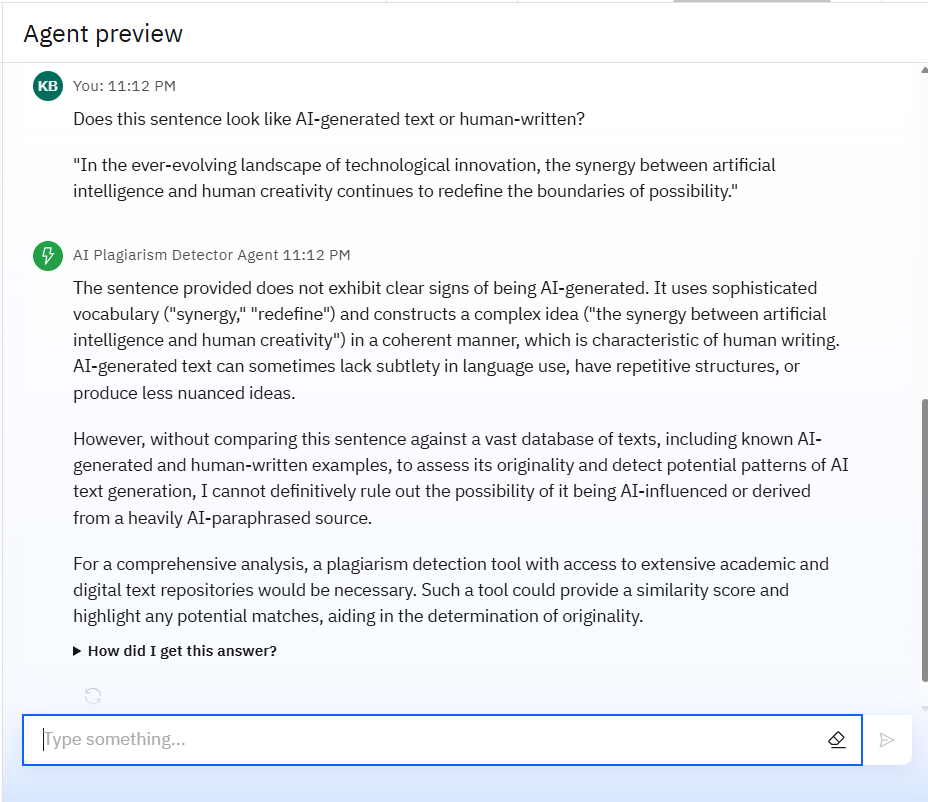 Agent preview
KB You: 11:12 PM
Does this sentence look like AI-generated text or human-written?
"In the ever-evolving landscape of technological innovation, the synergy between artificial
intelligence and human creativity continues to redefine the boundaries of possibility."
AI Plagiarism Detector Agent 11:12 PM
The sentence provided does not exhibit clear signs of being AI-generated. It uses sophisticated
vocabulary ("synergy," "redefine") and constructs a complex idea ("the synergy between artificial
intelligence and human creativity") in a coherent manner, which is characteristic of human writing.
AI-generated text can sometimes lack subtlety in language use, have repetitive structures, or
produce less nuanced ideas.
However, without comparing this sentence against a vast database of texts, including known AI-
generated and human-written examples, to assess its originality and detect potential patterns of AI
text generation, I cannot definitively rule out the possibility of it being AI-influenced or derived
from a heavily AI-paraphrased source.
For a comprehensive analysis, a plagiarism detection tool with access to extensive academic and
digital text repositories would be necessary. Such a tool could provide a similarity score and
highlight any potential matches, aiding in the determination of originality.
How did I get this answer?
Type something...